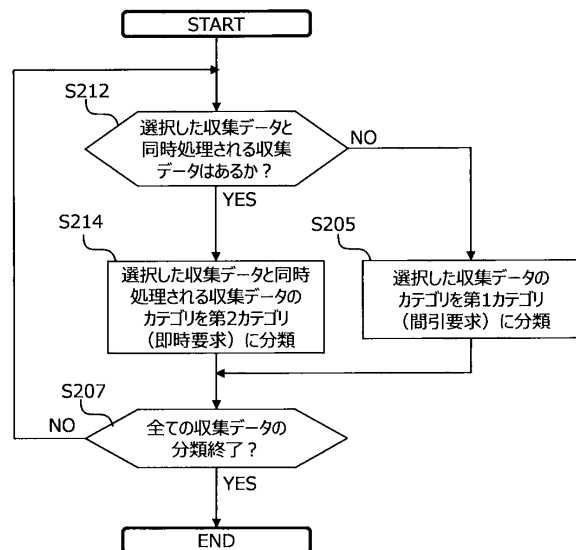 START
S212
選択した収集データと
同時処理される収集
データはあるか？
NO
YES
S214
選択した収集データと同時
処理される収集データの
カテゴリを第2カテゴリ
（即時要求）に分類
S205
選択した収集データの
カテゴリを第1カテゴリ
（間引要求）に分類
S207
NO
全ての収集データの
分類終了？
YES
END